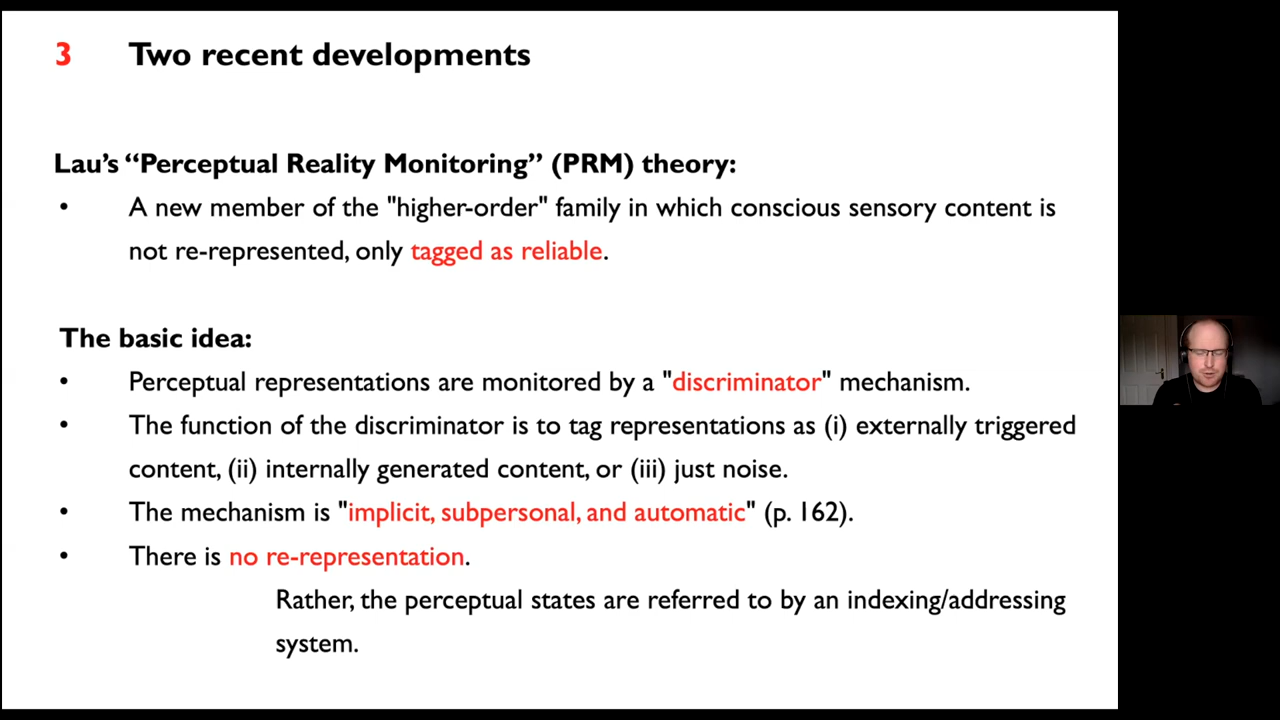 3 Two recent developments
Lau's “Perceptual Reality Monitoring” (PRM) theory:
• A new member of the "higher-order" family in which conscious sensory content is
not re-represented, only tagged as reliable.
The basic idea:
• Perceptual representations are monitored by a "discriminator" mechanism.
• The function of the discriminator is to tag representations as (i) externally triggered
content, (ii) internally generated content, or (iii) just noise.
• The mechanism is "implicit, subpersonal, and automatic" (p. 162).
• There is no re-representation.
Rather, the perceptual states are referred to by an indexing/addressing
system.